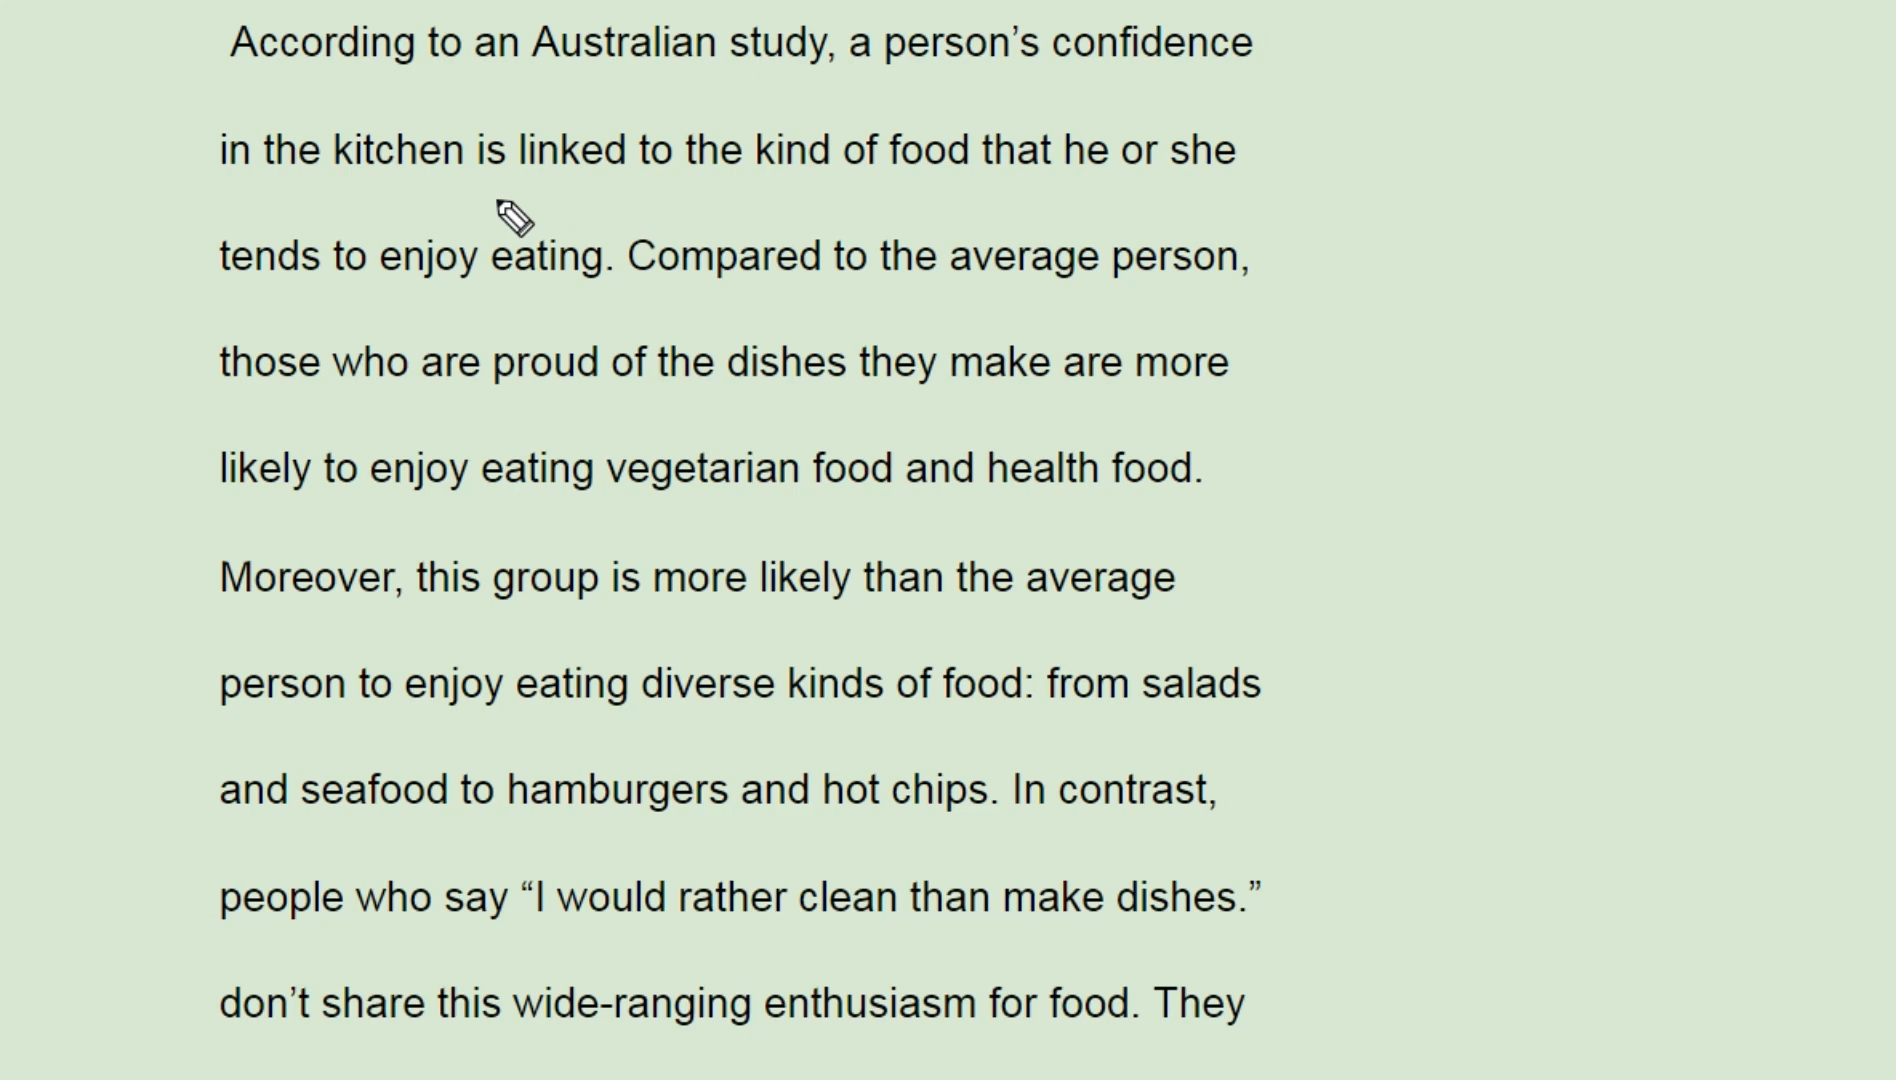 According to an Australian study, a person’s confidence
in the kitchen is linked to the kind of food that he or she
tends to enjoy eating. Compared to the average person,
those who are proud of the dishes they make are more
likely to enjoy eating vegetarian food and health food.
Moreover, this group is more likely than the average
person to enjoy eating diverse kinds of food: from salads
and seafood to hamburgers and hot chips. In contrast,
people who say “I would rather clean than make dishes.”
don’t share this wide-ranging enthusiasm for food. They